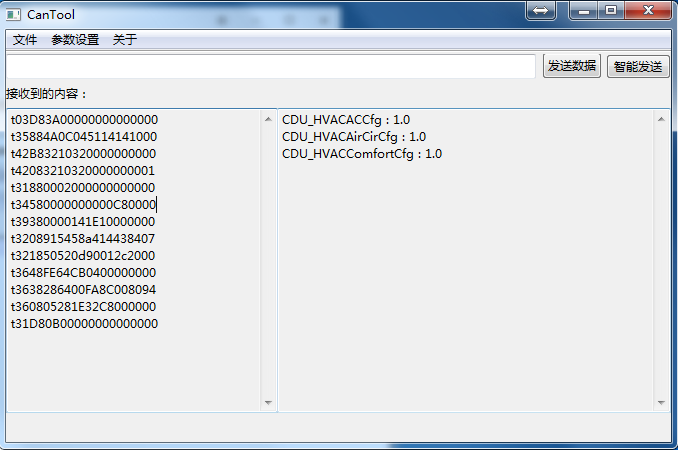 CanTool
文件 参数设置 关于
发送数据 智能发送
接收到的内容：
t03D83A00000000000000
t35884A0C045114141000
t42B83210320000000000
t42083210320000000001
t31880002000000000000
t34580000000000C80000
t39380000141E10000000
t3208915458a414438407
t321850520d90012c2000
t3648FE64CB0400000000
t3638286400FA8C008094
t360805281E32C8000000
t31D80B00000000000000
CDU_HVACACCfg : 1.0
CDU_HVACAirCirCfg : 1.0
CDU_HVACComfortCfg : 1.0